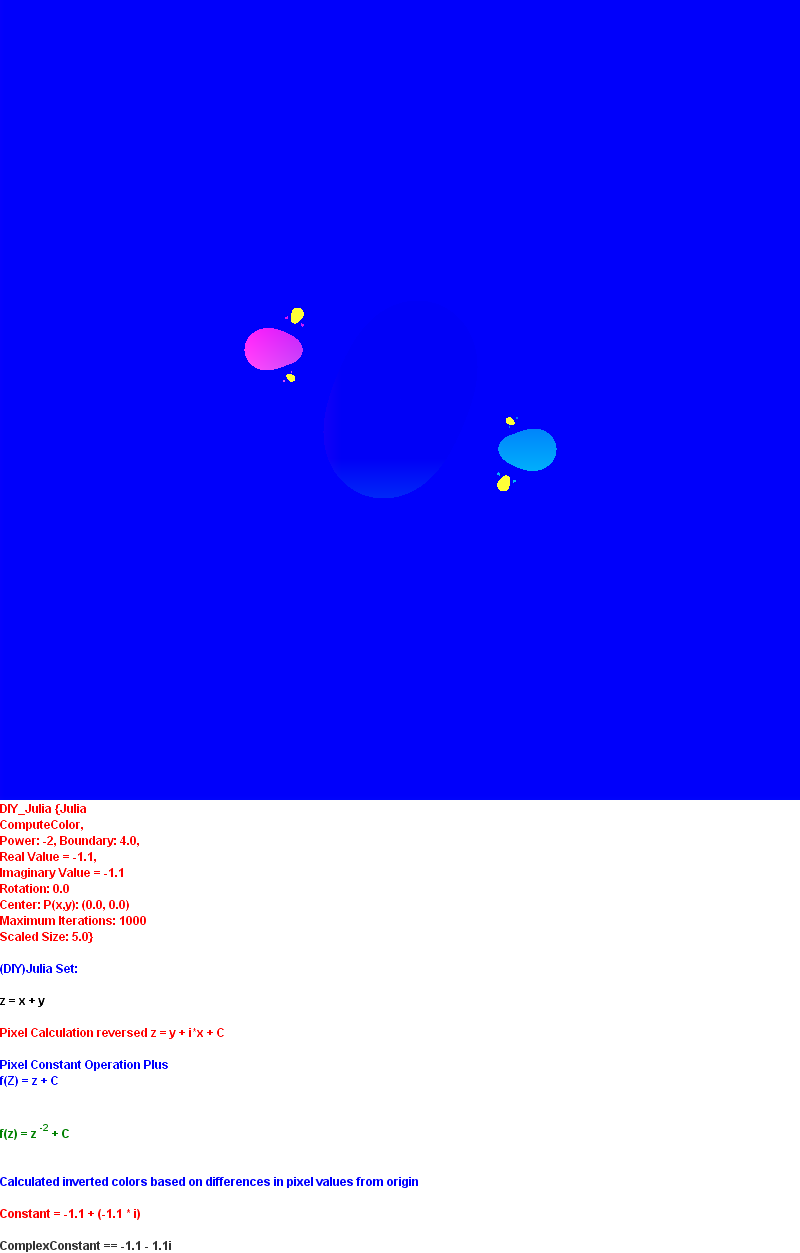 DIY_Julia {Julia
ComputeColor,
Power: -2, Boundary: 4.0,
Real Value = -1.1,
Imaginary Value = -1.1
Rotation: 0.0
Center: P(x,y): (0.0, 0.0)
Maximum Iterations: 1000
Scaled Size: 5.0}
(DIY)Julia Set:
z = x + y
Pixel Calculation reversed z = y + i*x + C
Pixel Constant Operation Plus
f(Z) = z + C
f(z) = z -2 + C
Calculated inverted colors based on differences in pixel values from origin
Constant = -1.1 + (-1.1 * i)
ComplexConstant == -1.1 - 1.1i